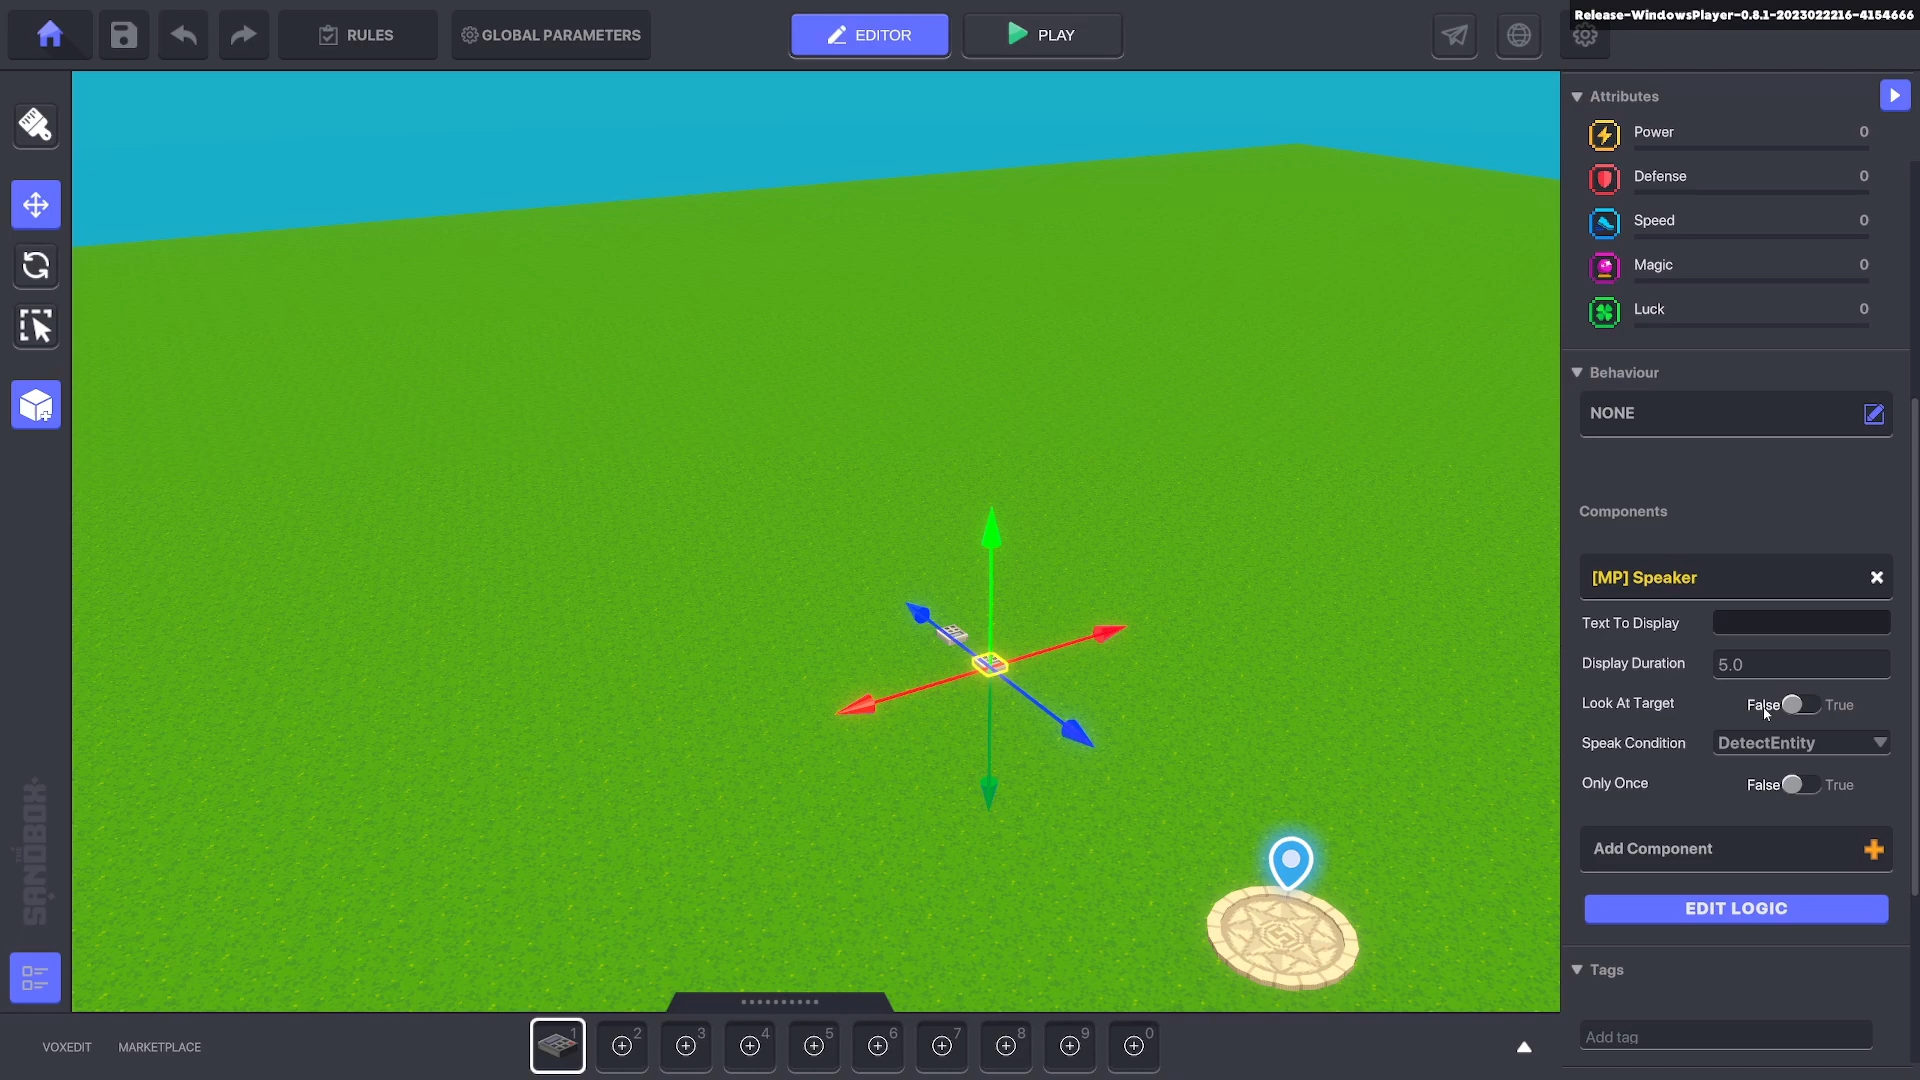 Release-WindowsPlayer-0.8.1-2023022216-4154666
RULES
GLOBAL PARAMETERS
EDITOR
PLAY
Attributes
Power 0
Defense 0
Speed 0
Magic 0
Luck 0
Behaviour
NONE
Components
[MP] Speaker
Text To Display
Display Duration 5.0
Look At Target False True
Speak Condition DetectEntity
Only Once False True
Add Component
EDIT LOGIC
Tags
Add tag
THE SANDBOX
VOXEDIT
MARKETPLACE
1 2 3 4 5 6 7 8 9 0